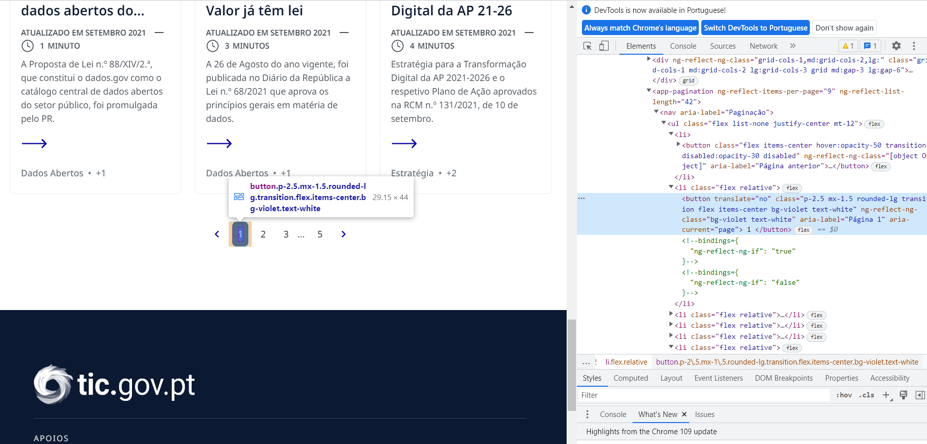 dados abertos do...
ATUALIZADO EM SETEMBRO 2021 —
1 MINUTO
A Proposta de Lei n.º 88/XIV/2.ª,
que constitui o dados.gov como o
catálogo central de dados abertos
do setor público, foi promulgada
pelo PR.
Dados Abertos • +1
Valor já têm lei
ATUALIZADO EM SETEMBRO 2021 —
3 MINUTOS
A 26 de Agosto do ano vigente, foi
publicada no Diário da República a
Lei n.º 68/2021 que aprova os
princípios gerais em matéria de
dados.
Dados Abertos • +1
Digital da AP 21-26
ATUALIZADO EM SETEMBRO 2021 —
4 MINUTOS
Estratégia para a Transformação
Digital da AP 2021-2026 e o
respetivo Plano de Ação aprovados
na RCM n.º 131/2021, de 10 de
setembro.
Estratégia • +2
button.p-2.5.mx-1.5.rounded-l
g.transition.flex.items-center.b
g-violet.text-white
29.15 × 44
1 2 3 ... 5
tic.gov.pt
APOIOS
DevTools is now available in Portuguese!
Always match Chrome's language Switch DevTools to Portuguese Don't show again
Elements Console Sources Network » 1 1
<div ng-reflect-ng-class="grid-cols-1,md:grid-cols-2,lg:" class="gri
d-cols-1 md:grid-cols-2 lg:grid-cols-3 grid md:gap-3 lg:gap-6">…
</div> grid
<app-pagination ng-reflect-items-per-page="9" ng-reflect-list-
length="42">
<nav aria-label="Paginação">
<ul class="flex list-none justify-center mt-12"> flex
<li>
<button class="flex items-center hover:opacity-50 transition
disabled:opacity-30 disabled" ng-reflect-ng-class="[object O
ject]" aria-label="Página anterior">…</button> flex
</li>
<li class="flex relative"> flex
… <button translate="no" class="p-2.5 mx-1.5 rounded-lg transit
ion flex items-center bg-violet text-white" ng-reflect-ng-
class="bg-violet text-white" aria-label="Página 1" aria-
current="page"> 1 </button> flex == $0
<!--bindings={
"ng-reflect-ng-if": "true"
}-->
<!--bindings={
"ng-reflect-ng-if": "false"
}-->
</li>
<li class="flex relative">…</li> flex
<li class="flex relative">…</li> flex
<li class="flex relative">…</li> flex
<li class="flex relative"> flex
… li.flex.relative button.p-2\.5.mx-1\.5.rounded-lg.transition.flex.items-center.bg-violet.text-white
Styles Computed Layout Event Listeners DOM Breakpoints Properties Accessibility
Filter :hov .cls +
Console What's New × Issues
Highlights from the Chrome 109 update